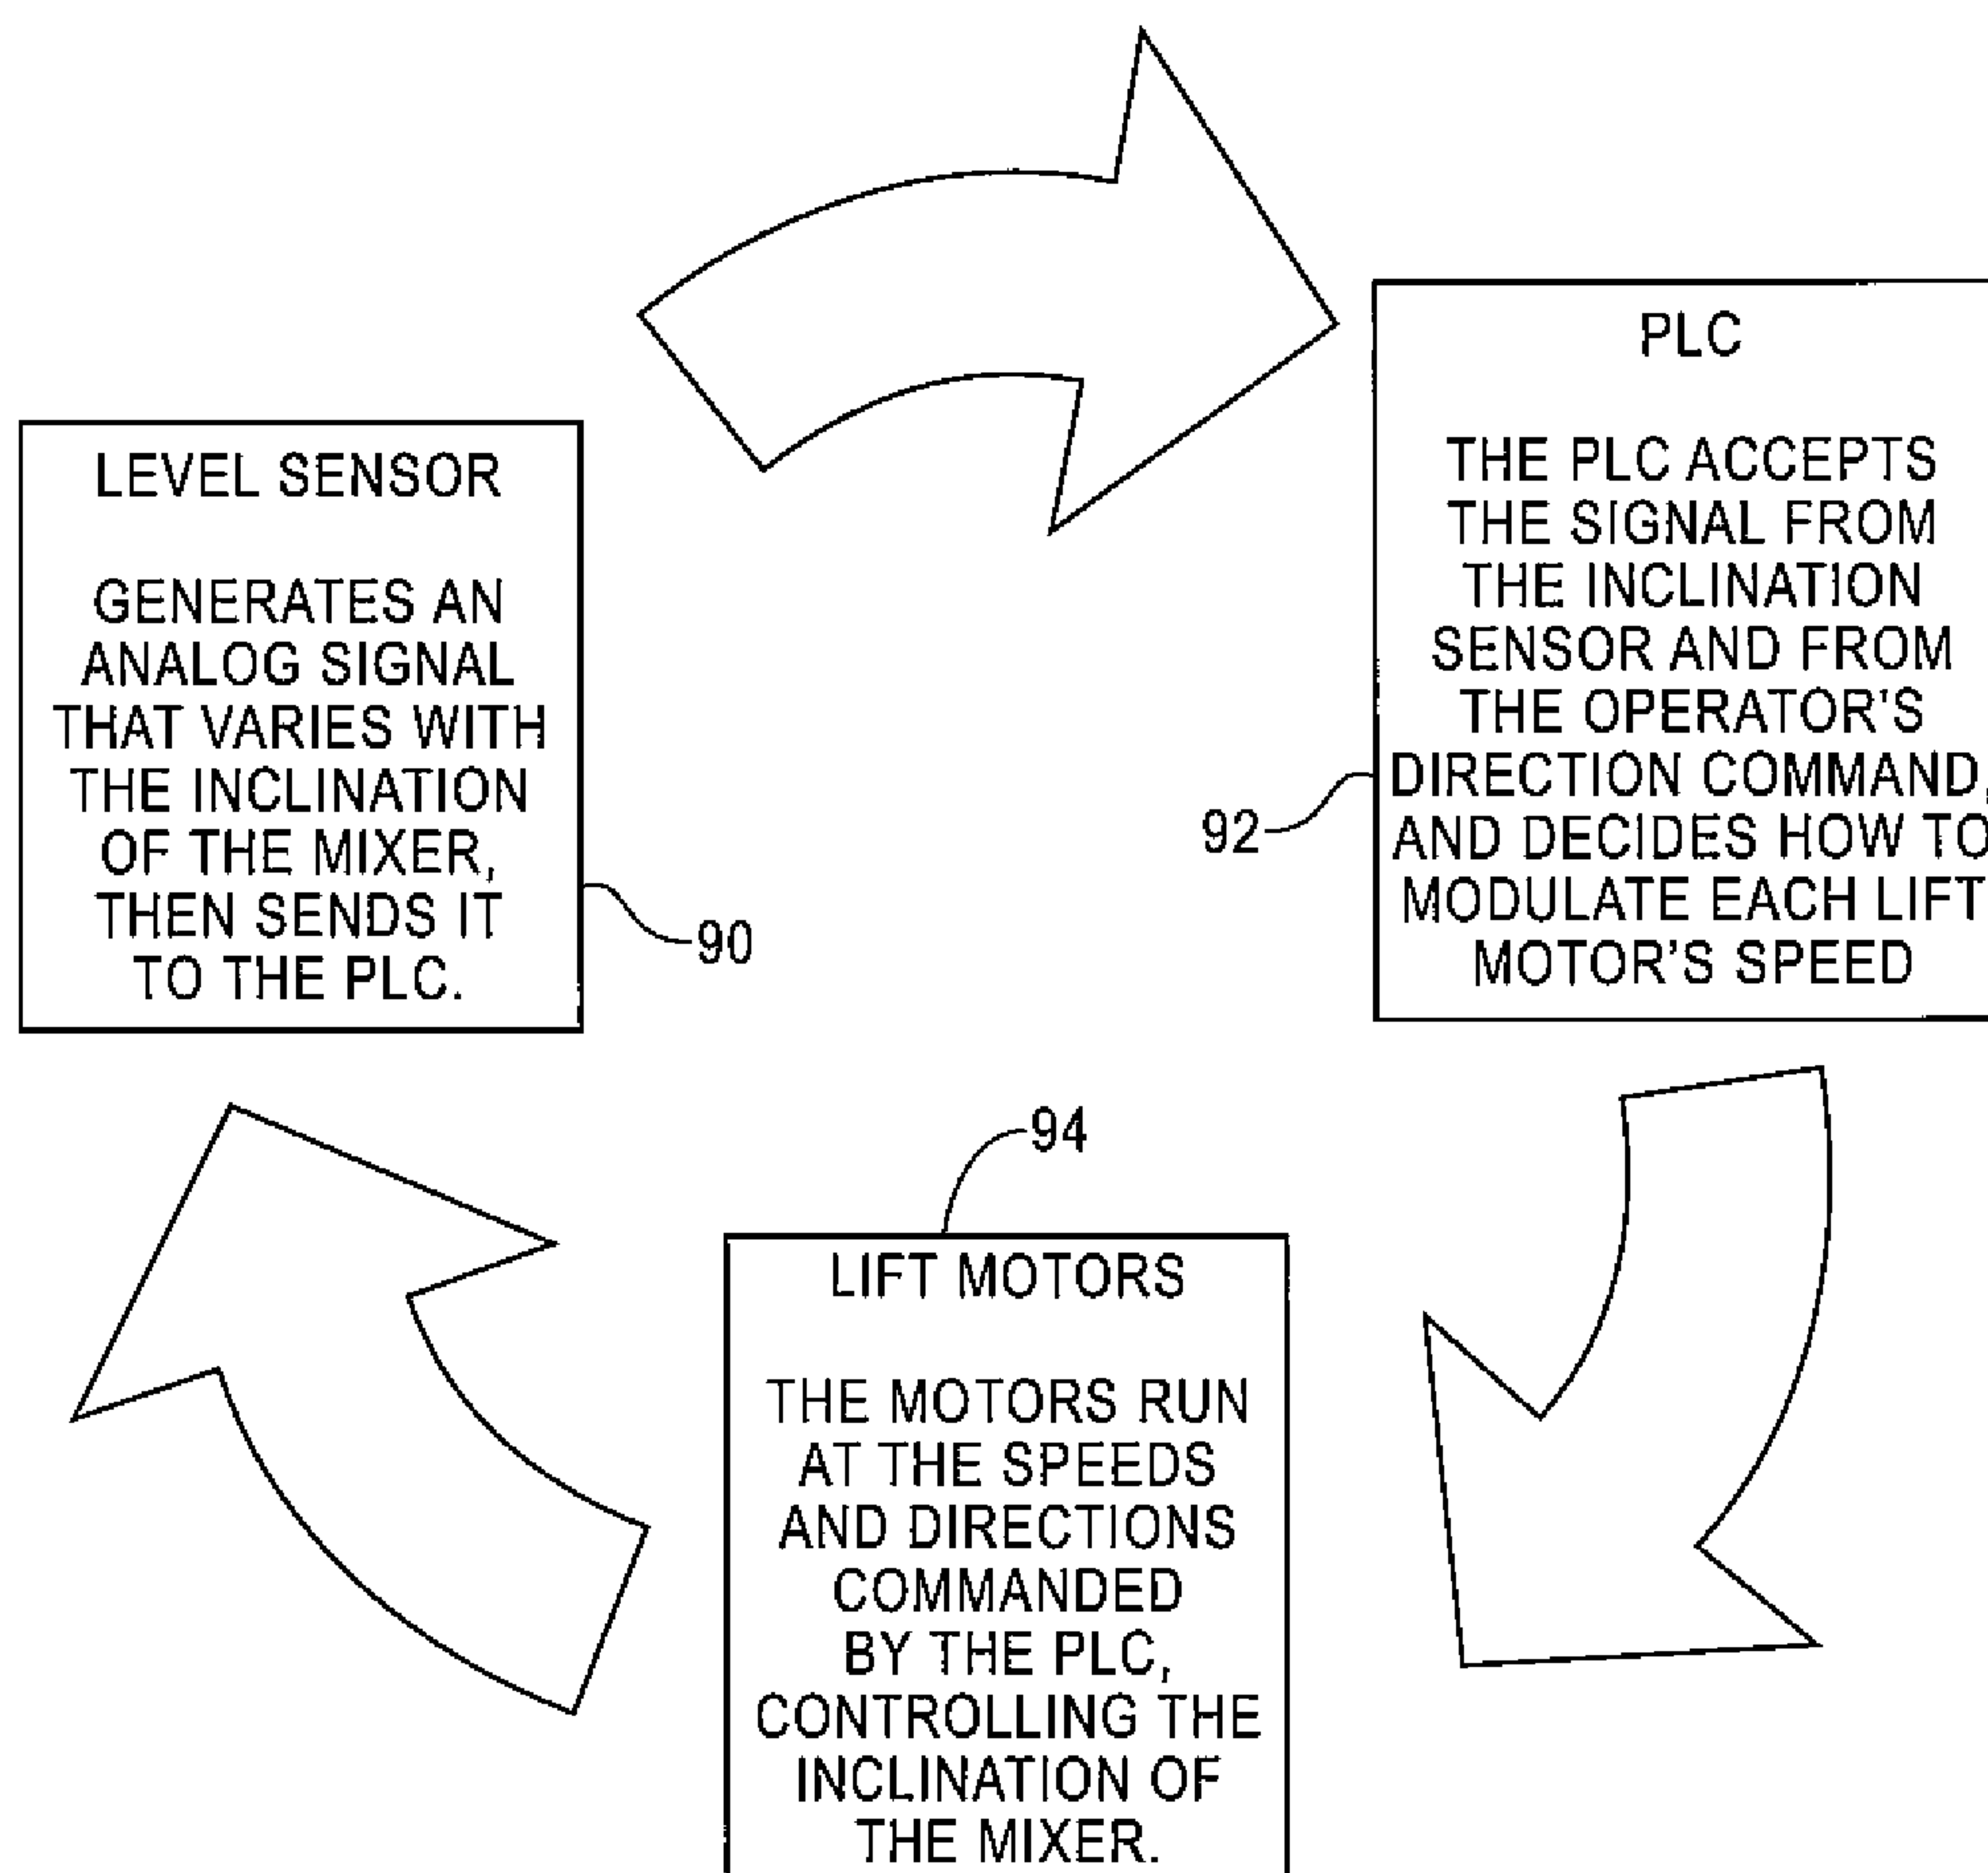 LEVEL SENSOR
GENERATES AN
ANALOG SIGNAL
THAT VARIES WITH
THE INCLINATION
OF THE MIXER,
THEN SENDS IT
TO THE PLC.
90
PLC
THE PLC ACCEPTS
THE SIGNAL FROM
THE INCLINATION
SENSOR AND FROM
THE OPERATOR'S
DIRECTION COMMAND,
AND DECIDES HOW TO
MODULATE EACH LIFT
MOTOR'S SPEED
92
94
LIFT MOTORS
THE MOTORS RUN
AT THE SPEEDS
AND DIRECTIONS
COMMANDED
BY THE PLC,
CONTROLLING THE
INCLINATION OF
THE MIXER.